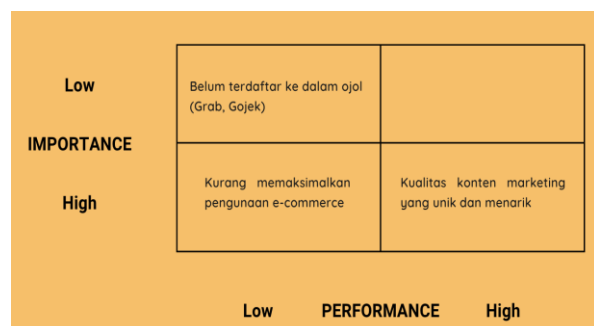 Low
Belum terdaftar ke dalam ojol
(Grab, Gojek)
IMPORTANCE
High
Kurang memaksimalkan
pengunaan e-commerce
Kualitas konten marketing
yang unik dan menarik
Low PERFORMANCE High